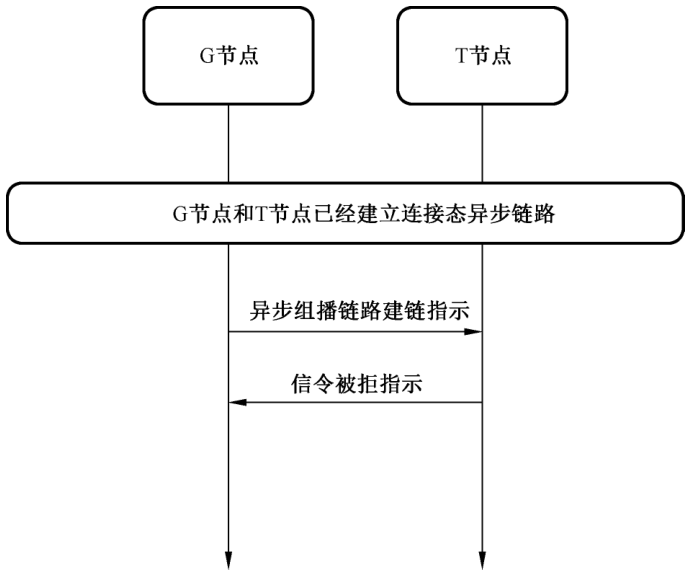 G节点
T节点
G节点和T节点已经建立连接态异步链路
异步组播链路建链指示
信令被拒指示